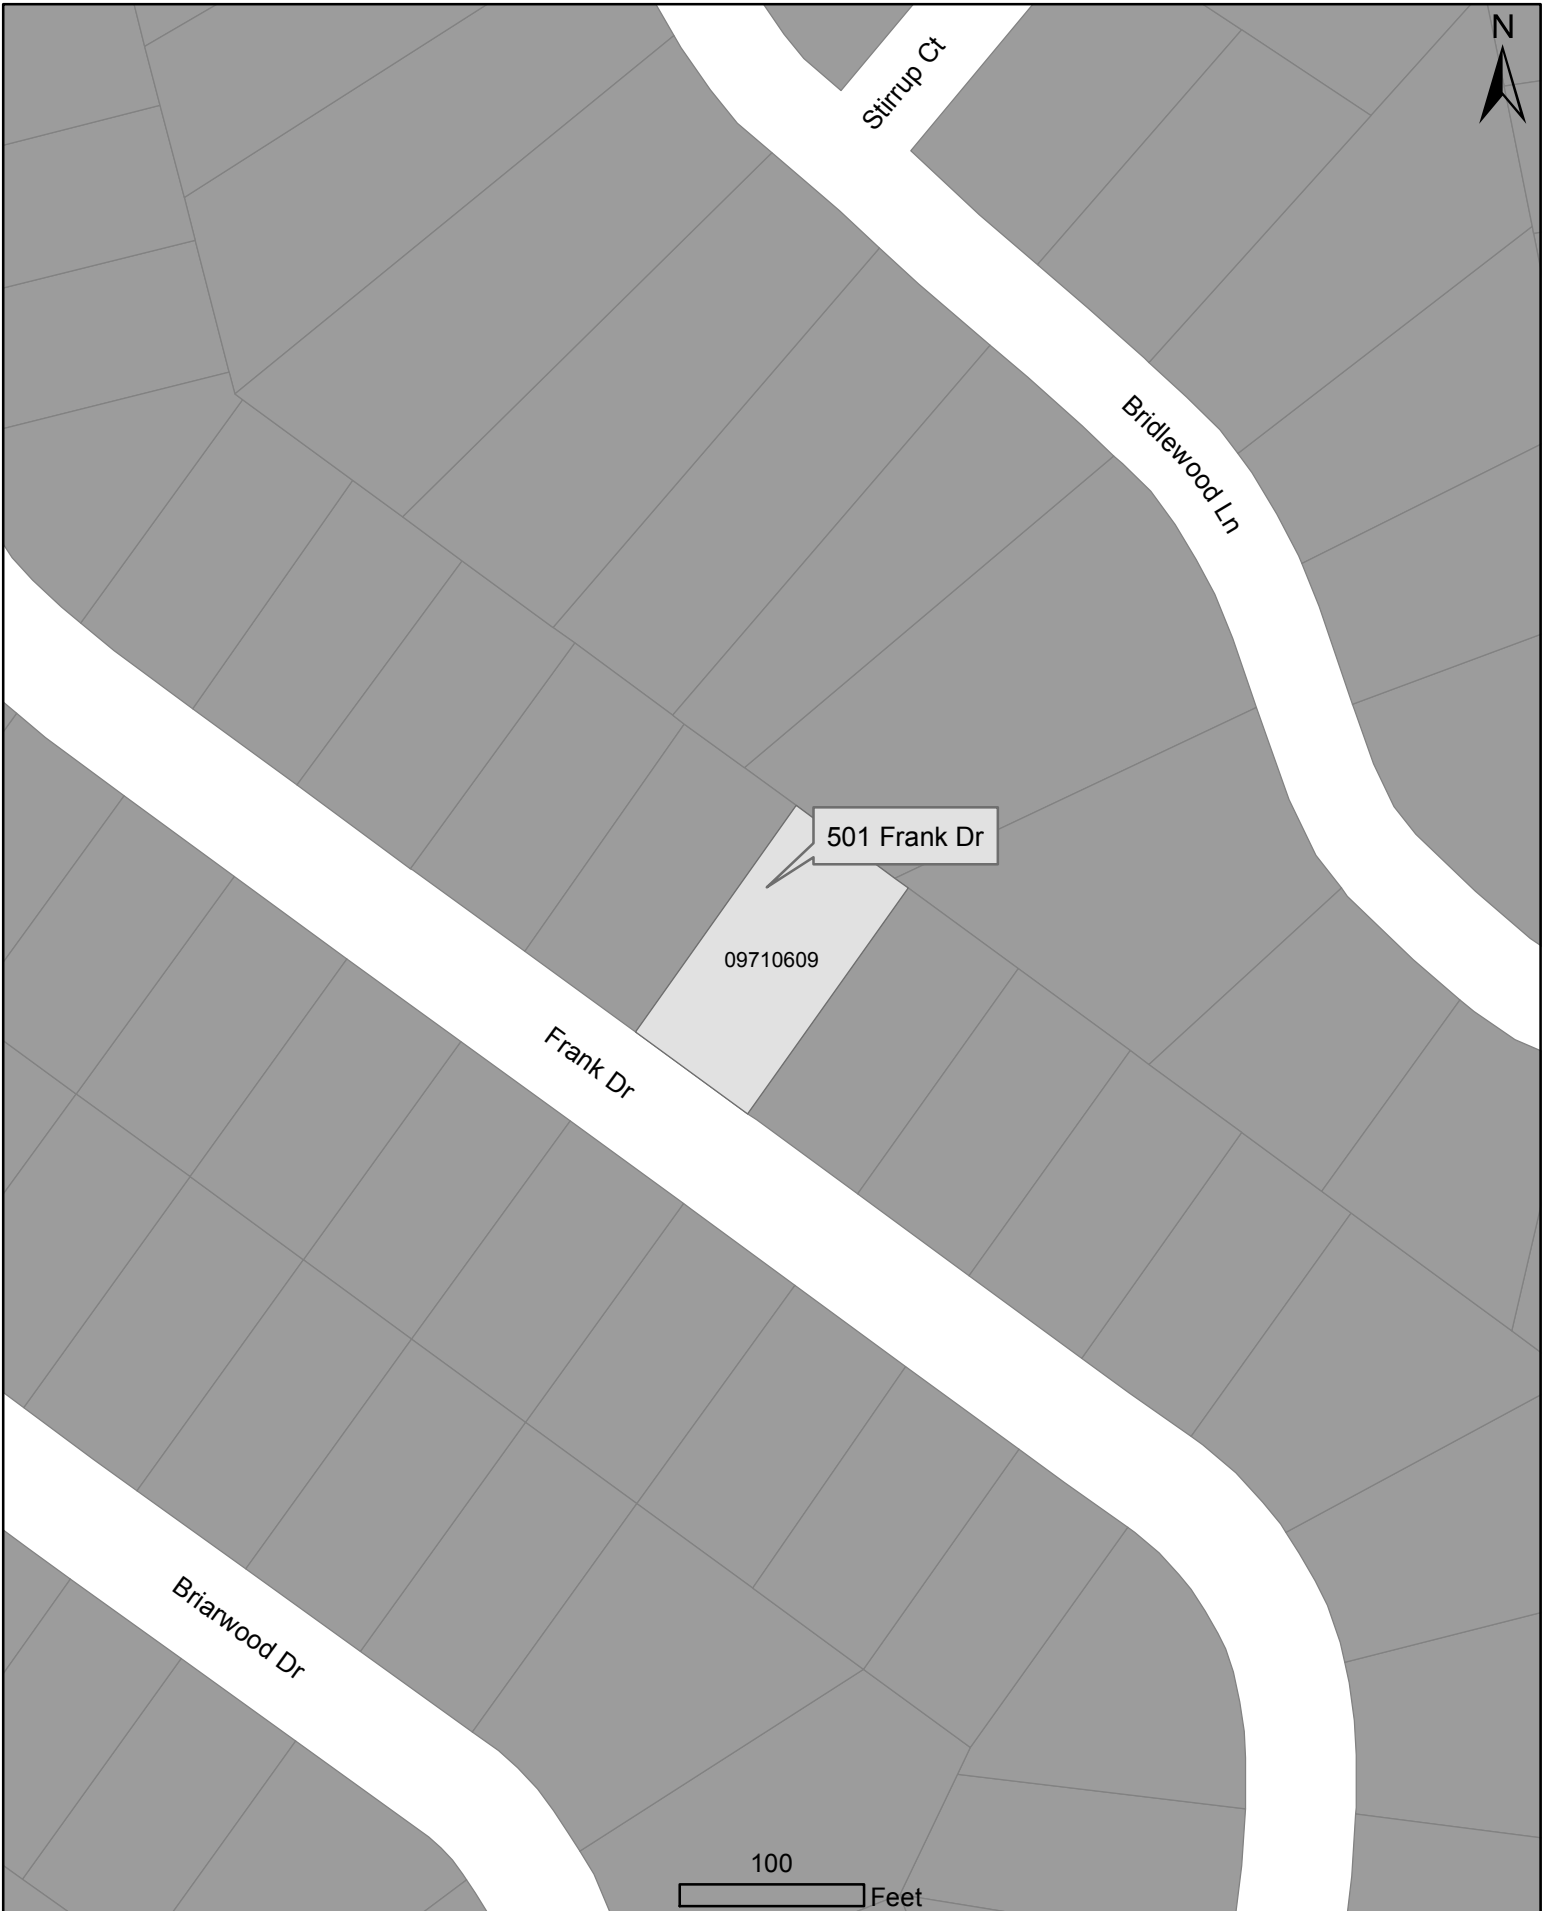 N
Stirrup Ct
Bridlewood Ln
501 Frank Dr
09710609
Frank Dr
Briarwood Dr
100
Feet